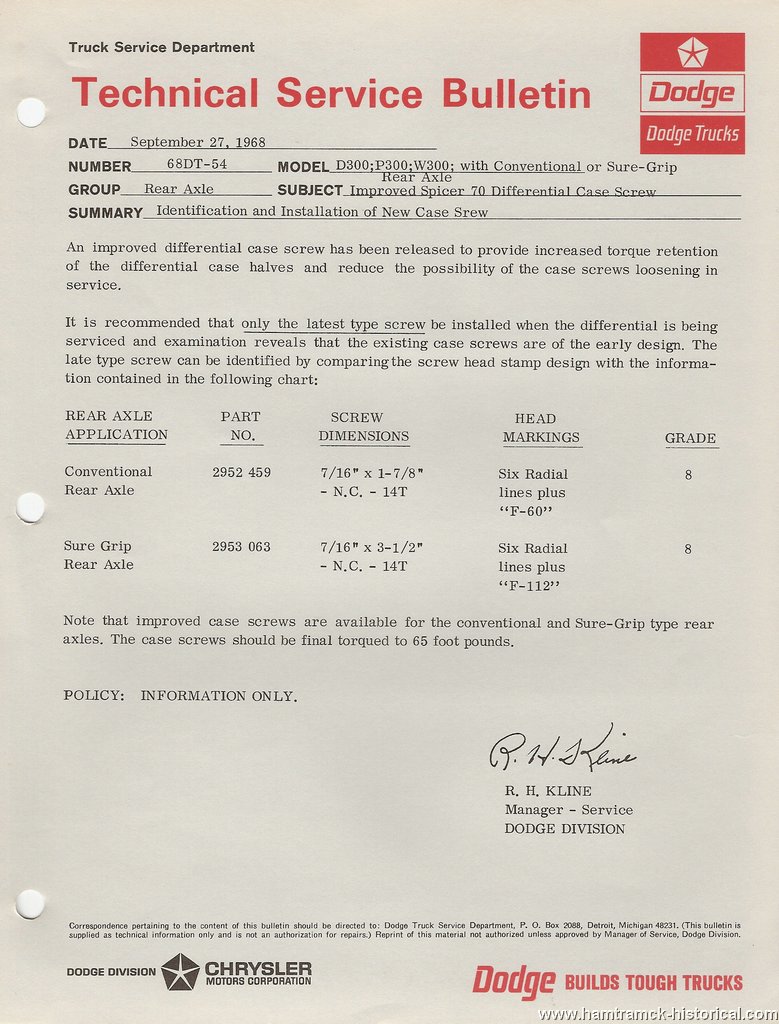 Truck Service Department
Technical Service Bulletin
Dodge
Dodge Trucks
DATE September 27, 1968
NUMBER 68DT-54 MODEL D300;P300;W300; with Conventional or Sure-Grip
Rear Axle
GROUP Rear Axle SUBJECT Improved Spicer 70 Differential Case Screw
SUMMARY Identification and Installation of New Case Srew
An improved differential case screw has been released to provide increased torque retention
of the differential case halves and reduce the possibility of the case screws loosening in
service.
It is recommended that only the latest type screw be installed when the differential is being
serviced and examination reveals that the existing case screws are of the early design. The
late type screw can be identified by comparing the screw head stamp design with the informa-
tion contained in the following chart:
REAR AXLE PART SCREW HEAD
APPLICATION NO. DIMENSIONS MARKINGS GRADE
Conventional 2952 459 7/16" x 1-7/8" Six Radial 8
Rear Axle - N.C. - 14T lines plus
“F-60”
Sure Grip 2953 063 7/16" x 3-1/2" Six Radial 8
Rear Axle - N.C. - 14T lines plus
“F-112”
Note that improved case screws are available for the conventional and Sure-Grip type rear
axles. The case screws should be final torqued to 65 foot pounds.
POLICY: INFORMATION ONLY.
R. H. Kline
R. H. KLINE
Manager - Service
DODGE DIVISION
Correspondence pertaining to the content of this bulletin should be directed to: Dodge Truck Service Department, P. O. Box 2088, Detroit, Michigan 48231. (This bulletin is
supplied as technical information only and is not an authorization for repairs.) Reprint of this material not authorized unless approved by Manager of Service, Dodge Division.
DODGE DIVISION CHRYSLER
MOTORS CORPORATION
Dodge BUILDS TOUGH TRUCKS
www.hamtramck-historical.com